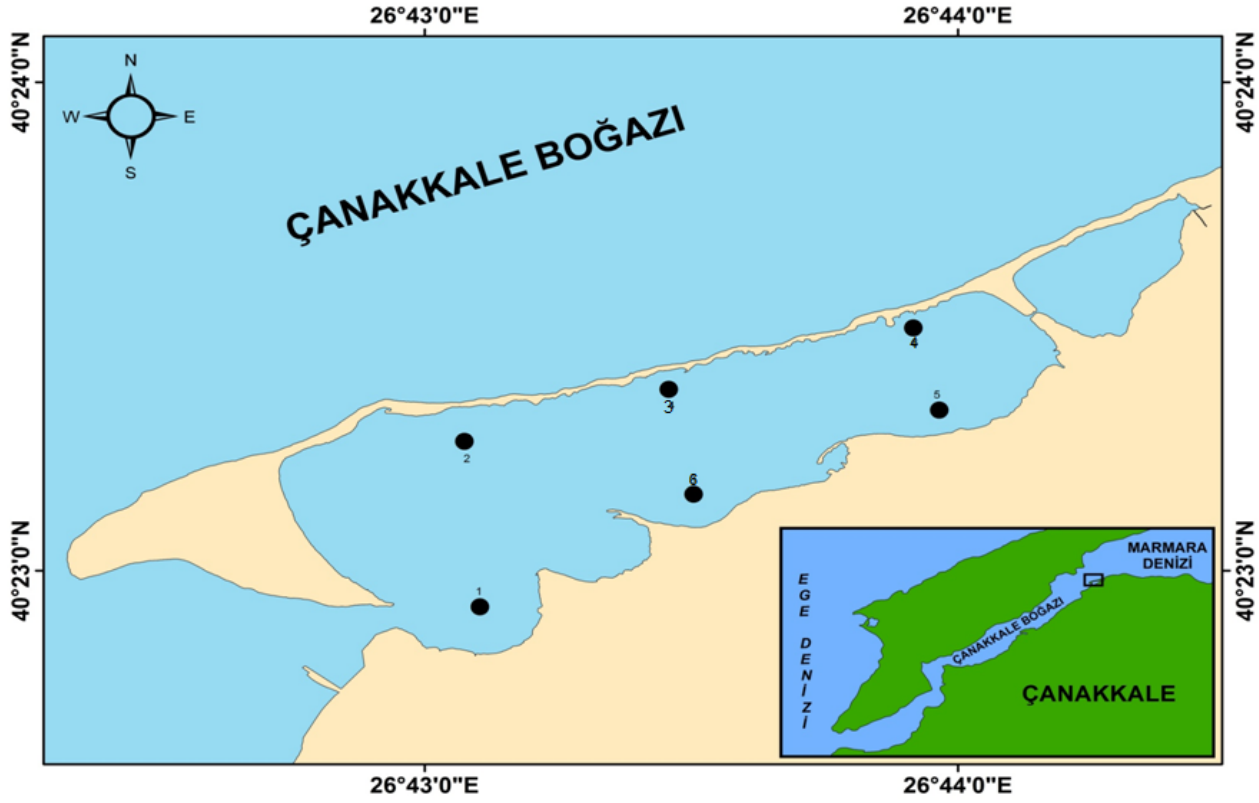 26°43'0"E
26°44'0"E
40°24'0"N
40°24'0"N
N
W
E
S
ÇANAKKALE BOĞAZI
4
3
5
2
6
1
40°23'0"N
40°23'0"N
MARMARA
DENİZİ
EGE DENİZİ
ÇANAKKALE BOĞAZI
ÇANAKKALE
26°43'0"E
26°44'0"E